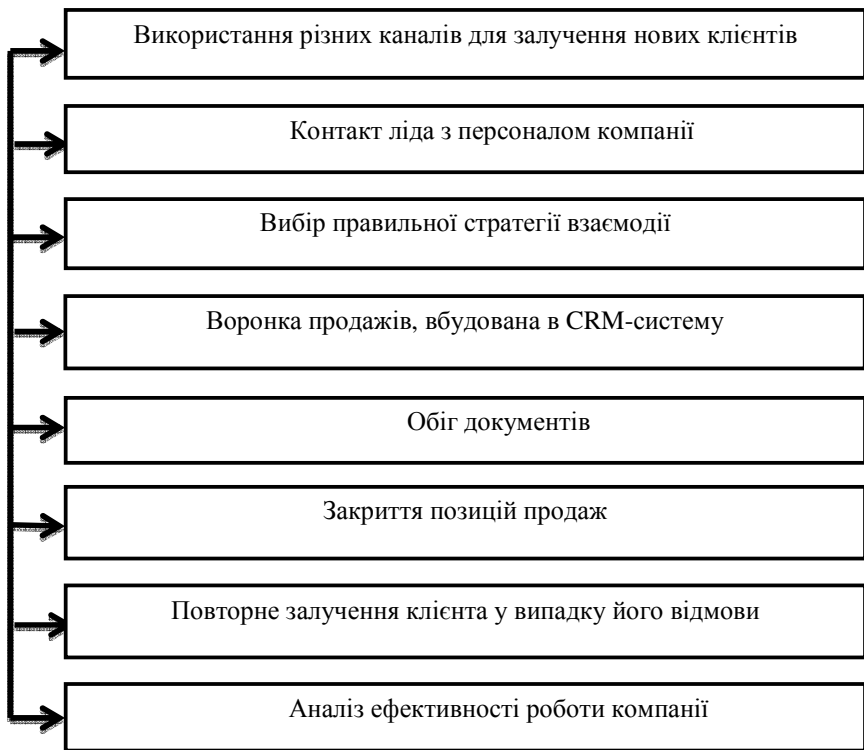 Використання різних каналів для залучення нових клієнтів
Контакт ліда з персоналом компанії
Вибір правильної стратегії взаємодії
Воронка продажів, вбудована в CRM-систему
Обіг документів
Закриття позицій продаж
Повторне залучення клієнта у випадку його відмови
Аналіз ефективності роботи компанії